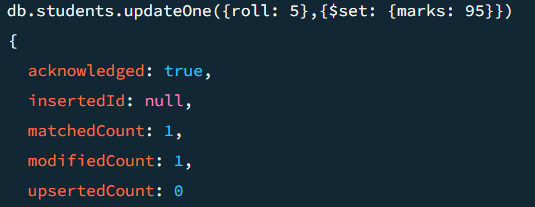 db.students.updateOne({roll: 5},{$set: {marks: 95}})
{
  acknowledged: true,
  insertedId: null,
  matchedCount: 1,
  modifiedCount: 1,
  upsertedCount: 0